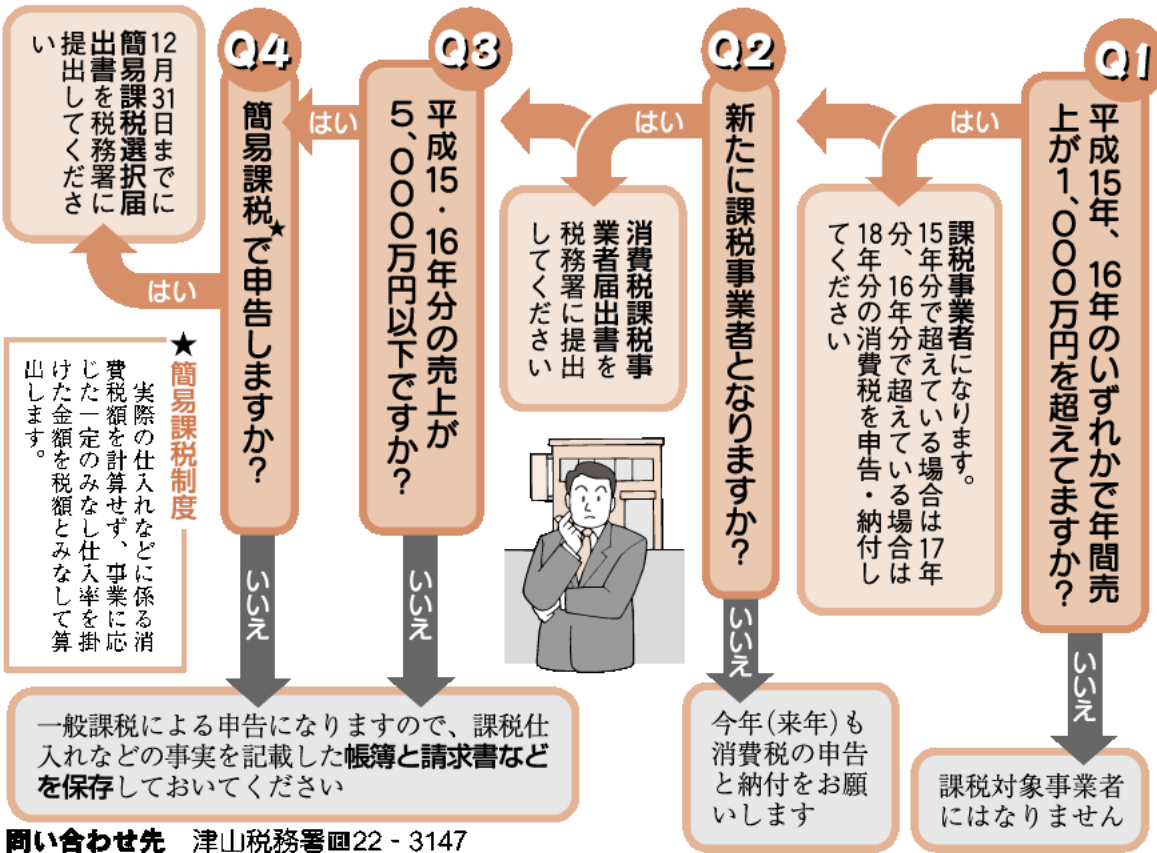 Q1
平成15年、16年のいずれかで年間売
上が1,000万円を超えてますか?
はい
課税事業者になります。
15年分で超えている場合は17年
分、16年分で超えている場合は
18年分の消費税を申告・納付し
てください
いいえ
課税対象事業者
にはなりません
Q2
新たに課税事業者となりますか?
はい
消費税課税事
業者届出書を
税務署に提出
してください
いいえ
今年(来年)も
消費税の申告
と納付をお願
いします
Q3
平成15・16年分の売上が
5,000万円以下ですか?
はい
いいえ
Q4
簡易課税★で申告しますか?
はい
12月31日までに
簡易課税選択届
出書を税務署に
提出してくださ
い
いいえ
一般課税による申告になりますので、課税仕
入れなどの事実を記載した帳簿と請求書など
を保存しておいてください
★簡易課税制度
実際の仕入れなどに係る消
費税額を計算せず、事業に応
じた一定のみなし仕入率を掛
けた金額を税額とみなして算
出します。
問い合わせ先 津山税務署☎22‐3147